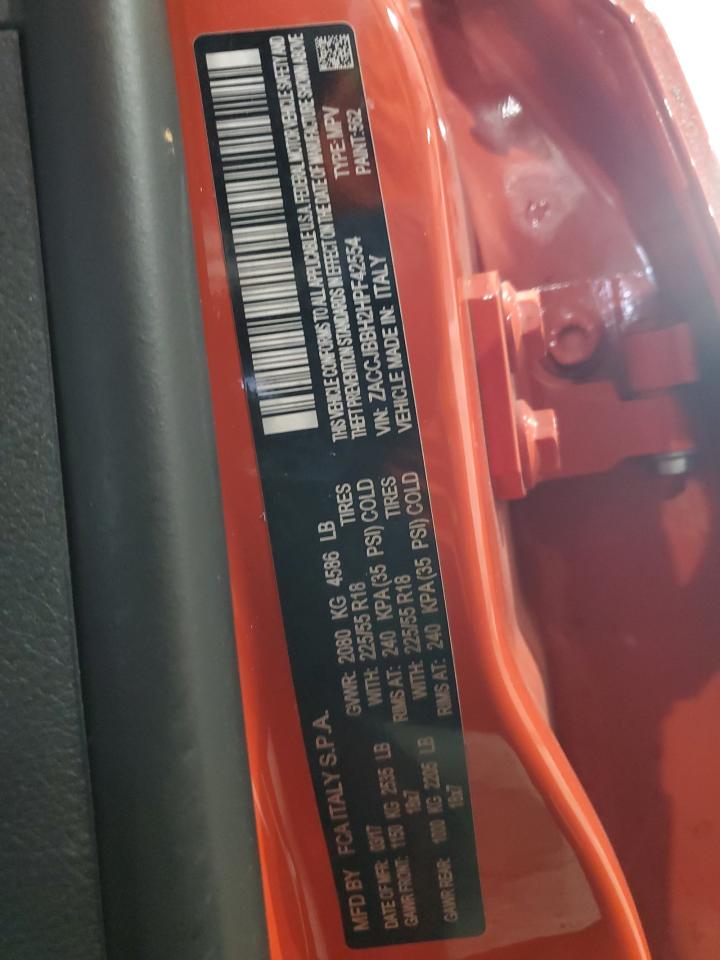 MFD BY FCA ITALY S.P.A.
DATE OF MFR: 03/17 GWWR: 2080 KG 4586 LB
GAWR FRONT: 1150 KG 2535 LB WITH: 225/55 R18 TIRES
18x7 RIMS AT: 240 KPA(35 PSI) COLD
GAWR REAR: 1000 KG 2205 LB WITH: 225/55 R18 TIRES
18x7 RIMS AT: 240 KPA(35 PSI) COLD
THIS VEHICLE CONFORMS TO ALL APPLICABLE U.S.A. FEDERAL MOTOR VEHICLE SAFETY AND
THEFT PREVENTION STANDARDS IN EFFECT ON THE DATE OF MANUFACTURE SHOWN ABOVE
VIN: ZACCJBBH2HPF42554 TYPE: MPV
VEHICLE MADE IN: ITALY PAINT: 562